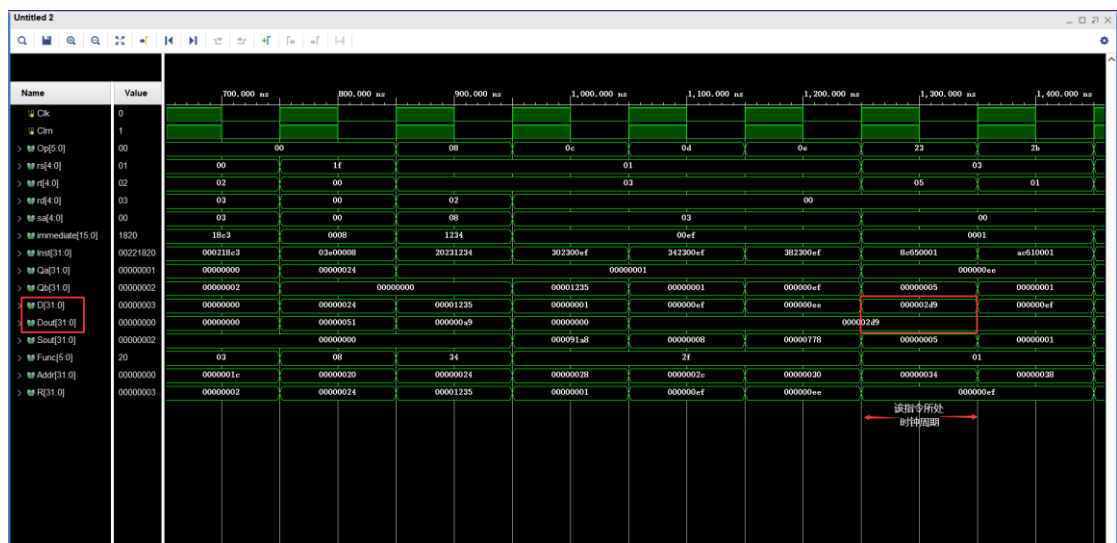 Untitled 2
Name Value
700.000 ns 800.000 ns 900.000 ns 1,000.000 ns 1,100.000 ns 1,200.000 ns 1,300.000 ns 1,400.000 ns
Clk 0
Clrn 1
Op[5:0] 00 00 08 0c 0d 0e 23 2b
rs[4:0] 01 00 1f 01 03
rt[4:0] 02 02 00 03 05 01
rd[4:0] 03 03 00 02 00
sa[4:0] 00 03 00 08 03 00
immediate[15:0] 1820 18c3 0008 1234 00ef 0001
Inst[31:0] 00221820 000218c3 03e00008 20231234 302300ef 342300ef 382300ef 8c650001 ac610001
Qa[31:0] 00000001 00000000 00000024 00000001 000000ee
Qb[31:0] 00000002 00000002 00000000 00001235 00000001 000000ef 00000005 00000001
D[31:0] 00000003 00000000 00000024 00001235 00000001 000000ef 000000ee 000002d9 000000ef
Dout[31:0] 00000000 00000000 00000051 000000a9 00000000 000002d9
Sout[31:0] 00000002 00000000 000091a8 00000008 00000778 00000005 00000001
Func[5:0] 20 03 08 34 2f 01
Addr[31:0] 00000000 0000001c 00000020 00000024 00000028 0000002c 00000030 00000034 00000038
R[31:0] 00000003 00000002 00000024 00001235 00000001 000000ef 000000ee 000000ef
该指令所处
时钟周期